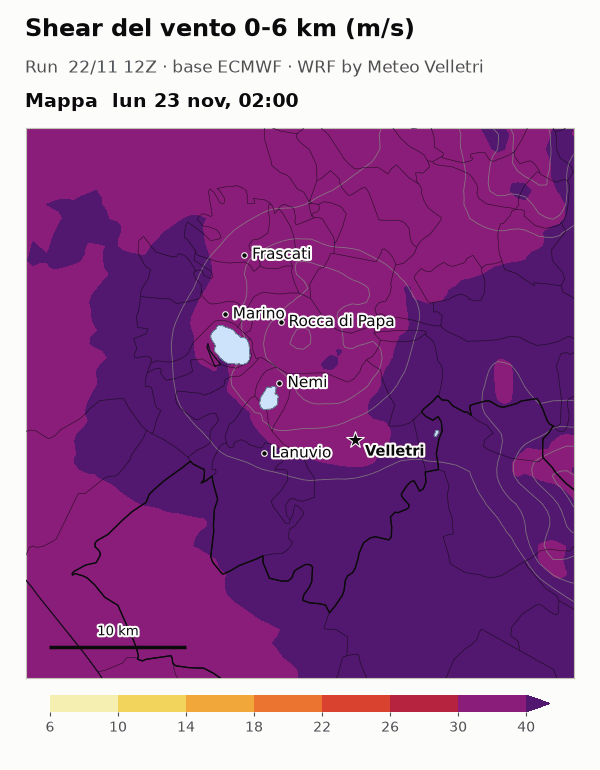 Shear del vento 0-6 km (m/s)
Run  22/11 12Z · base ECMWF · WRF by Meteo Velletri
Mappa  lun 23 nov, 02:00
Frascati
Marino
Rocca di Papa
Nemi
Velletri
Lanuvio
10 km
6 10 14 18 22 26 30 40